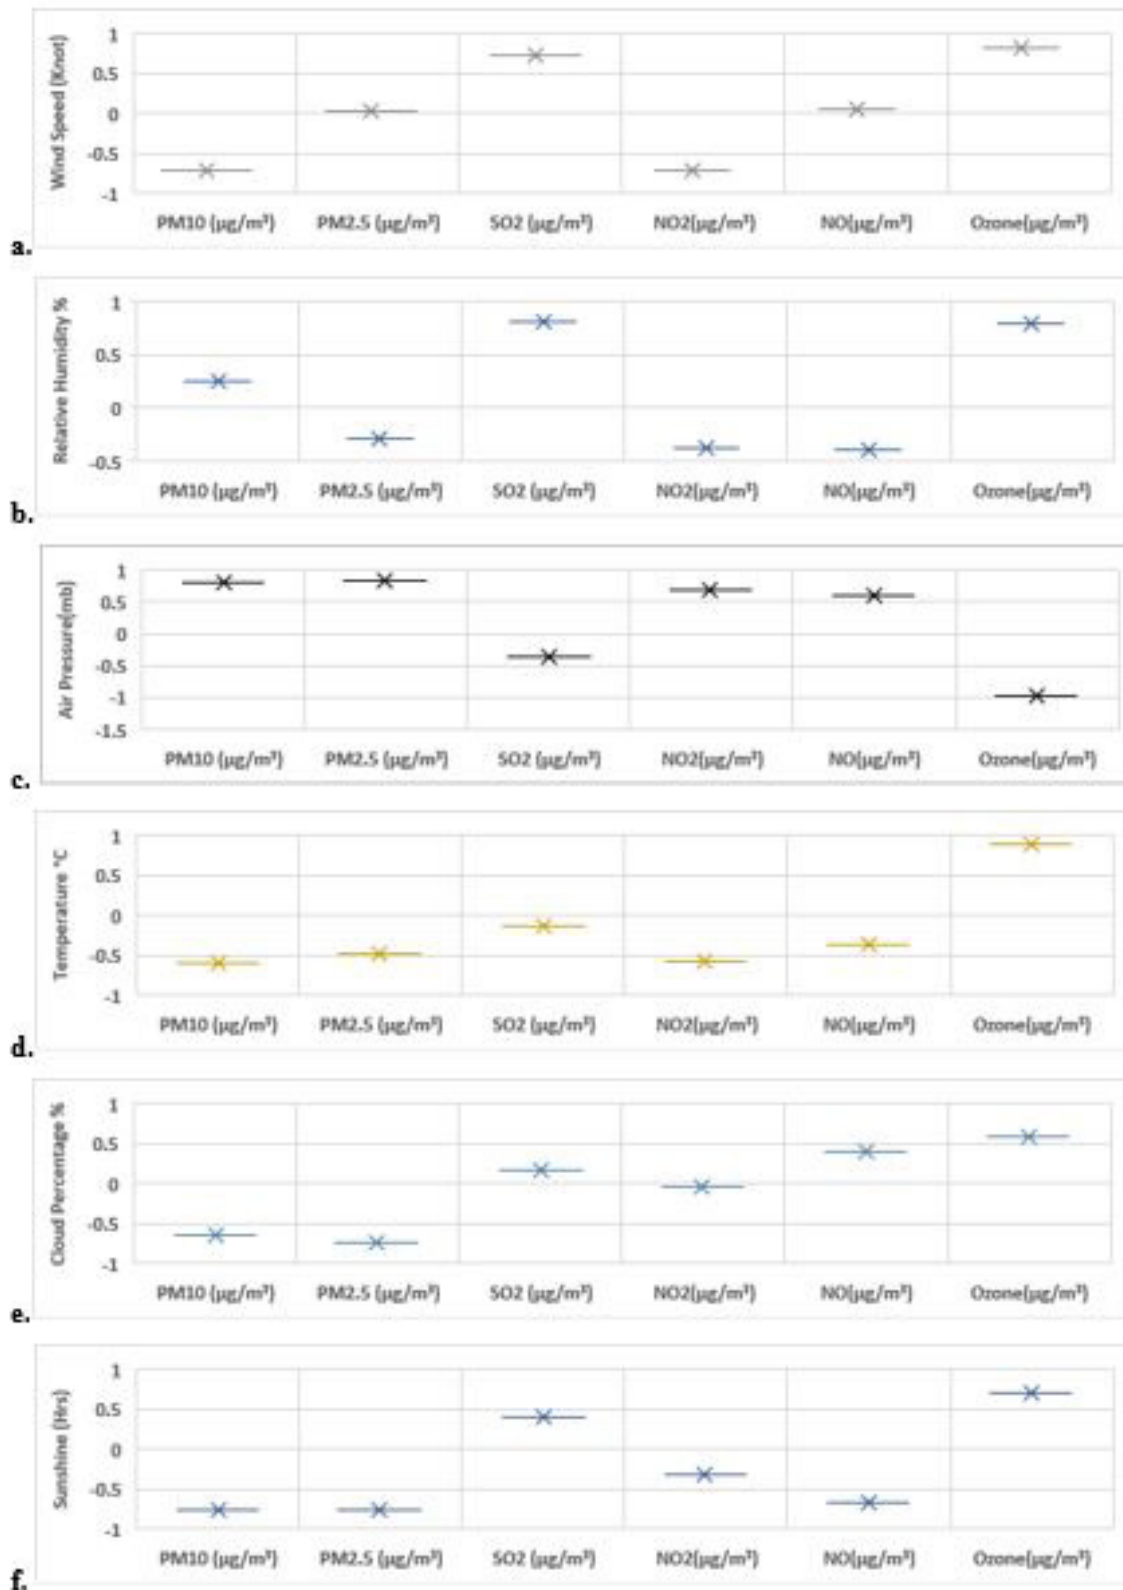 Wind Speed (Knot)
1
0.5
0
-0.5
-1
PM10 (µg/m³) PM2.5 (µg/m³) SO2 (µg/m³) NO2(µg/m³) NO(µg/m³) Ozone(µg/m³)
a.
Relative Humidity %
1
0.5
0
-0.5
PM10 (µg/m³) PM2.5 (µg/m³) SO2 (µg/m³) NO2(µg/m³) NO(µg/m³) Ozone(µg/m³)
b.
Air Pressure(mb)
1
0.5
0
-0.5
-1
-1.5
PM10 (µg/m³) PM2.5 (µg/m³) SO2 (µg/m³) NO2(µg/m³) NO(µg/m³) Ozone(µg/m³)
c.
Temperature °C
1
0.5
0
-0.5
-1
PM10 (µg/m³) PM2.5 (µg/m³) SO2 (µg/m³) NO2(µg/m³) NO(µg/m³) Ozone(µg/m³)
d.
Cloud Percentage %
1
0.5
0
-0.5
-1
PM10 (µg/m³) PM2.5 (µg/m³) SO2 (µg/m³) NO2(µg/m³) NO(µg/m³) Ozone(µg/m³)
e.
Sunshine (Hrs)
1
0.5
0
-0.5
-1
PM10 (µg/m³) PM2.5 (µg/m³) SO2 (µg/m³) NO2(µg/m³) NO(µg/m³) Ozone(µg/m³)
f.